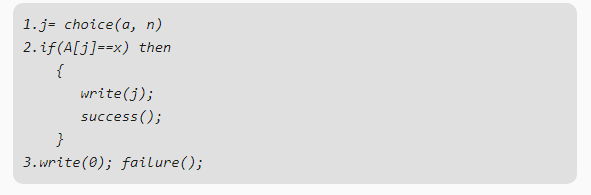 1.j= choice(a, n)
2.if(A[j]==x) then
{
write(j);
success();
}
3.write(0); failure();